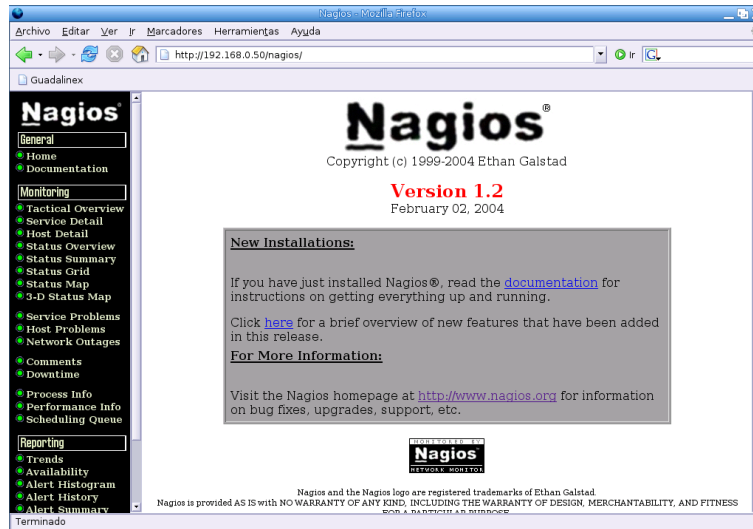 Nagios - Mozilla Firefox
Archivo Editar Ver Ir Marcadores Herramientas Ayuda
http://192.168.0.50/nagios/ Ir G
Guadalinex
Nagios®
General
Home
Documentation
Monitoring
Tactical Overview
Service Detail
Host Detail
Status Overview
Status Summary
Status Grid
Status Map
3-D Status Map
Service Problems
Host Problems
Network Outages
Comments
Downtime
Process Info
Performance Info
Scheduling Queue
Reporting
Trends
Availability
Alert Histogram
Alert History
Alert Summary
Nagios®
Copyright (c) 1999-2004 Ethan Galstad
Version 1.2
February 02, 2004
New Installations:
If you have just installed Nagios®, read the documentation for
instructions on getting everything up and running.
Click here for a brief overview of new features that have been added
in this release.
For More Information:
Visit the Nagios homepage at http://www.nagios.org for information
on bug fixes, upgrades, support, etc.
MONITORED BY
Nagios
NETWORK MONITOR
Nagios and the Nagios logo are registered trademarks of Ethan Galstad.
Nagios is provided AS IS with NO WARRANTY OF ANY KIND, INCLUDING THE WARRANTY OF DESIGN, MERCHANTABILITY, AND FITNESS
FOR A PARTICULAR PURPOSE
Terminado